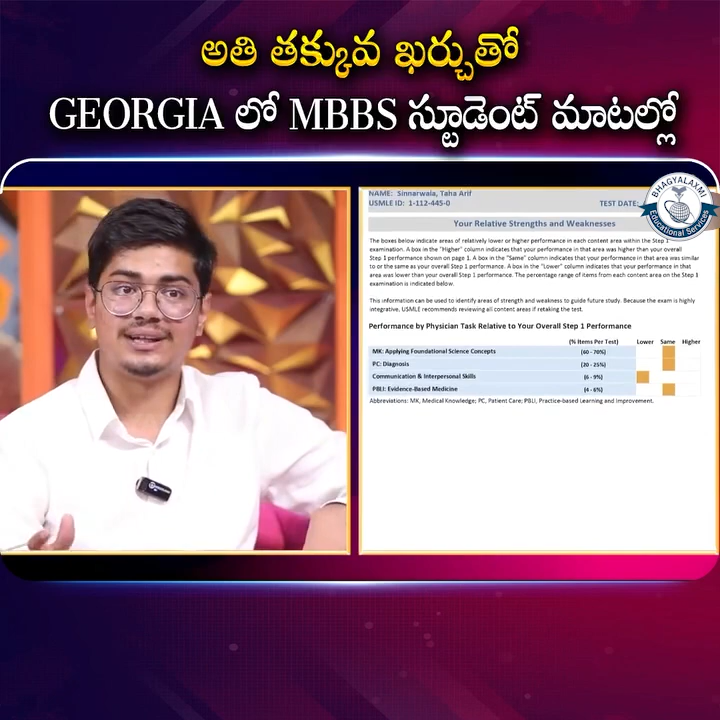 అతి తక్కువ ఖర్చుతో
GEORGIA లో MBBS స్టూడెంట్ మాటల్లో
NAME: Sinnarwala, Taha Arif
USMLE ID: 1-112-445-0 TEST DATE:
BHAGYALAXMI
Educational Services
Your Relative Strengths and Weaknesses
The boxes below indicate areas of relatively lower or higher performance in each content area within the Step 1
examination. A box in the "Higher" column indicates that your performance in that area was higher than your overall
Step 1 performance shown on page 1. A box in the "Same" column indicates that your performance in that area was similar
to or the same as your overall Step 1 performance. A box in the "Lower" column indicates that your performance in that
area was lower than your overall Step 1 performance. The percentage range of items from each content area on the Step 1
examination is indicated below.
This information can be used to identify areas of strength and weakness to guide future study. Because the exam is highly
integrative, USMLE recommends reviewing all content areas if retaking the test.
Performance by Physician Task Relative to Your Overall Step 1 Performance
(% Items Per Test) Lower Same Higher
MK: Applying Foundational Science Concepts (60 - 70%)
PC: Diagnosis (20 - 25%)
Communication & Interpersonal Skills (6 - 9%)
PBLI: Evidence-Based Medicine (4 - 6%)
Abbreviations: MK, Medical Knowledge; PC, Patient Care; PBLI, Practice-based Learning and Improvement.